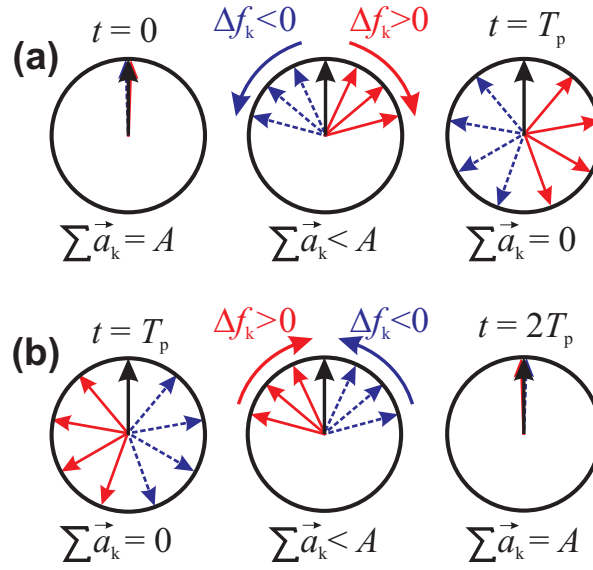 (a)
t = 0
Δf_k<0
Δf_k>0
t = T_p
∑a⃗_k = A
∑a⃗_k < A
∑a⃗_k = 0
(b)
t = T_p
Δf_k>0
Δf_k<0
t = 2T_p
∑a⃗_k = 0
∑a⃗_k < A
∑a⃗_k = A